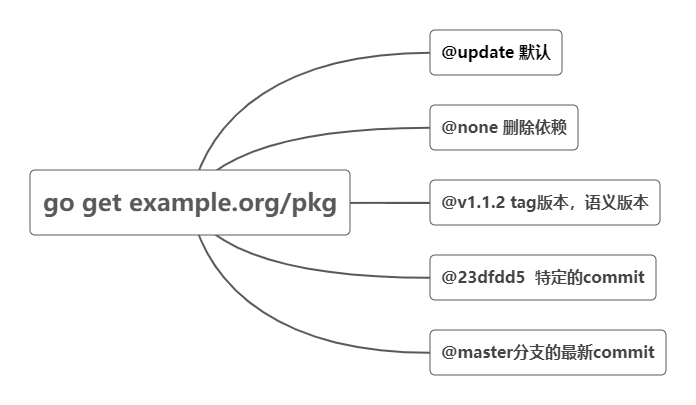 go get example.org/pkg
@update 默认
@none 删除依赖
@v1.1.2 tag版本，语义版本
@23dfdd5  特定的commit
@master分支的最新commit